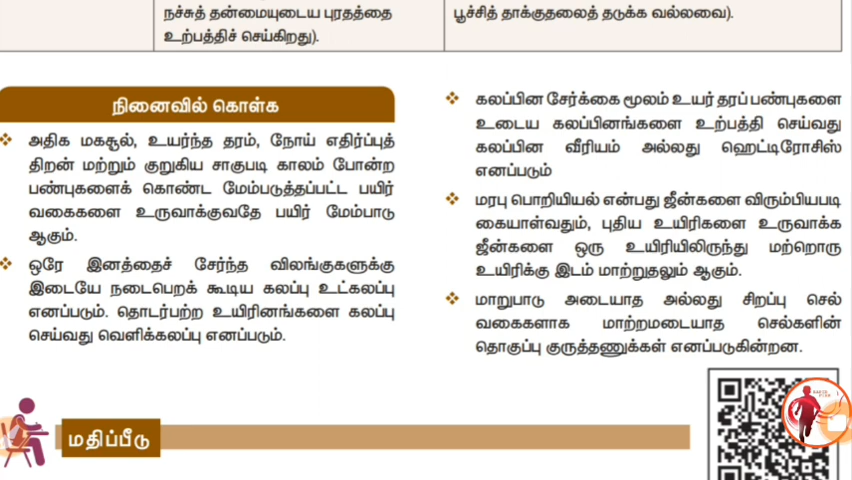 நச்சுத் தன்மையுடைய புரதத்தை
உற்பத்திச் செய்கிறது).
பூச்சித் தாக்குதலைத் தடுக்க வல்லவை).
நினைவில் கொள்க
❖ அதிக மகசூல், உயர்ந்த தரம், நோய் எதிர்ப்புத்
திறன் மற்றும் குறுகிய சாகுபடி காலம் போன்ற
பண்புகளைக் கொண்ட மேம்படுத்தப்பட்ட பயிர்
வகைகளை உருவாக்குவதே பயிர் மேம்பாடு
ஆகும்.
❖ ஒரே இனத்தைச் சேர்ந்த விலங்குகளுக்கு
இடையே நடைபெறக் கூடிய கலப்பு உட்கலப்பு
எனப்படும். தொடர்பற்ற உயிரினங்களை கலப்பு
செய்வது வெளிக்கலப்பு எனப்படும்.
❖ கலப்பின சேர்க்கை மூலம் உயர் தரப் பண்புகளை
உடைய கலப்பினங்களை உற்பத்தி செய்வது
கலப்பின வீரியம் அல்லது ஹெட்டிரோசிஸ்
எனப்படும்
❖ மரபு பொறியியல் என்பது ஜீன்களை விரும்பியபடி
கையாள்வதும், புதிய உயிரிகளை உருவாக்க
ஜீன்களை ஒரு உயிரியிலிருந்து மற்றொரு
உயிரிக்கு இடம் மாற்றுதலும் ஆகும்.
❖ மாறுபாடு அடையாத அல்லது சிறப்பு செல்
வகைகளாக மாற்றமடையாத செல்களின்
தொகுப்பு குருத்தணுக்கள் எனப்படுகின்றன.
மதிப்பீடு